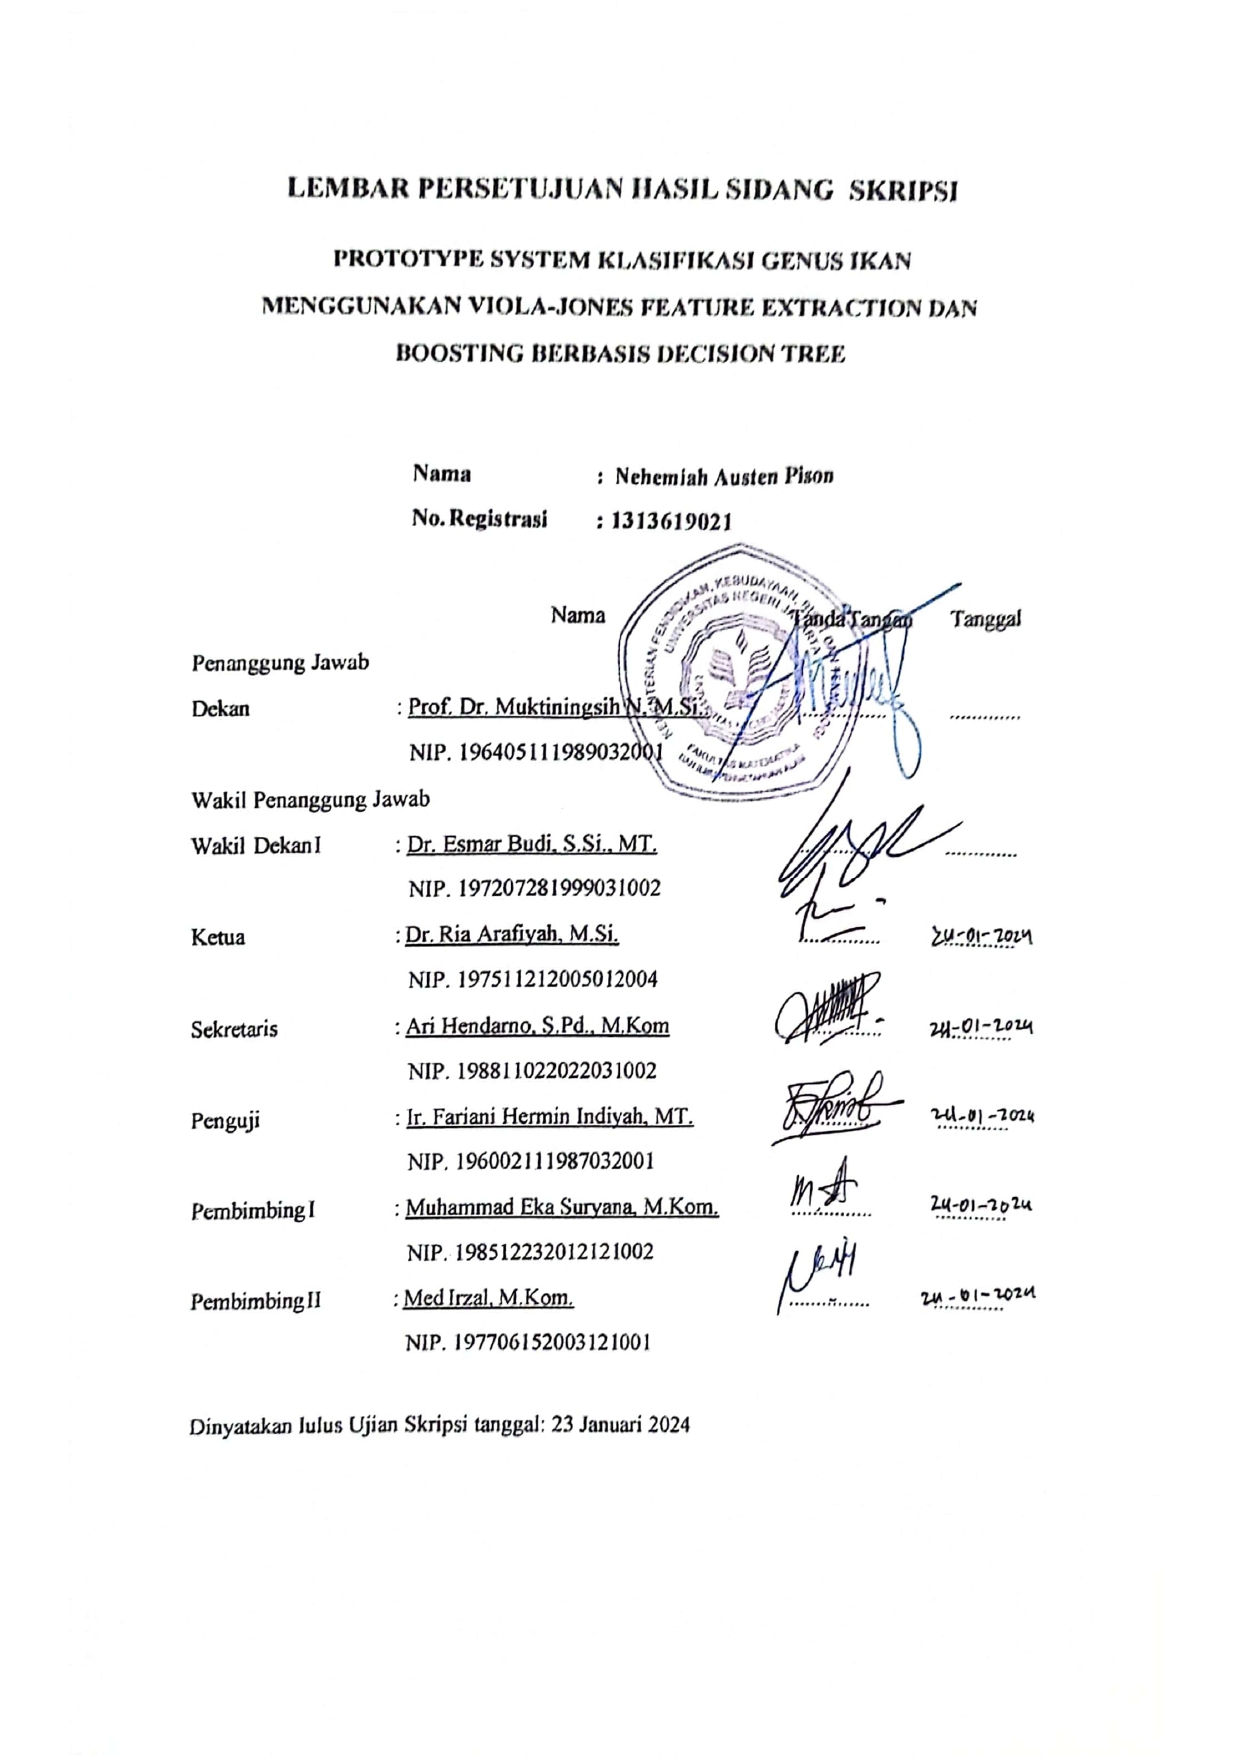 LEMBAR PERSETUJUAN HASIL SIDANG SKRIPSI
PROTOTYPE SYSTEM KLASIFIKASI GENUS IKAN
MENGGUNAKAN VIOLA-JONES FEATURE EXTRACTION DAN
BOOSTING BERBASIS DECISION TREE
Nama : Nehemiah Austen Pison
No. Registrasi : 1313619021
Nama Tanda Tangan Tanggal
Penanggung Jawab
Dekan : Prof. Dr. Muktiningsih N, M.Si. .............. ............
NIP. 196405111989032001
UNIVERSITAS NEGERI JAKARTA
FAKULTAS MATEMATIKA
DAN ILMU PENGETAHUAN ALAM
Wakil Penanggung Jawab
Wakil Dekan I : Dr. Esmar Budi, S.Si., MT. .............. ............
NIP. 197207281999031002
Ketua : Dr. Ria Arafiyah, M.Si. .............. 24-01-2024
NIP. 197511212005012004
Sekretaris : Ari Hendarno, S.Pd., M.Kom .............. 24-01-2024
NIP. 198811022022031002
Penguji : Ir. Fariani Hermin Indiyah, MT. .............. 24-01-2024
NIP. 196002111987032001
Pembimbing I : Muhammad Eka Suryana, M.Kom. .............. 24-01-2024
NIP. 198512232012121002
Pembimbing II : Med Irzal, M.Kom. .............. 24-01-2024
NIP. 197706152003121001
Dinyatakan lulus Ujian Skripsi tanggal: 23 Januari 2024